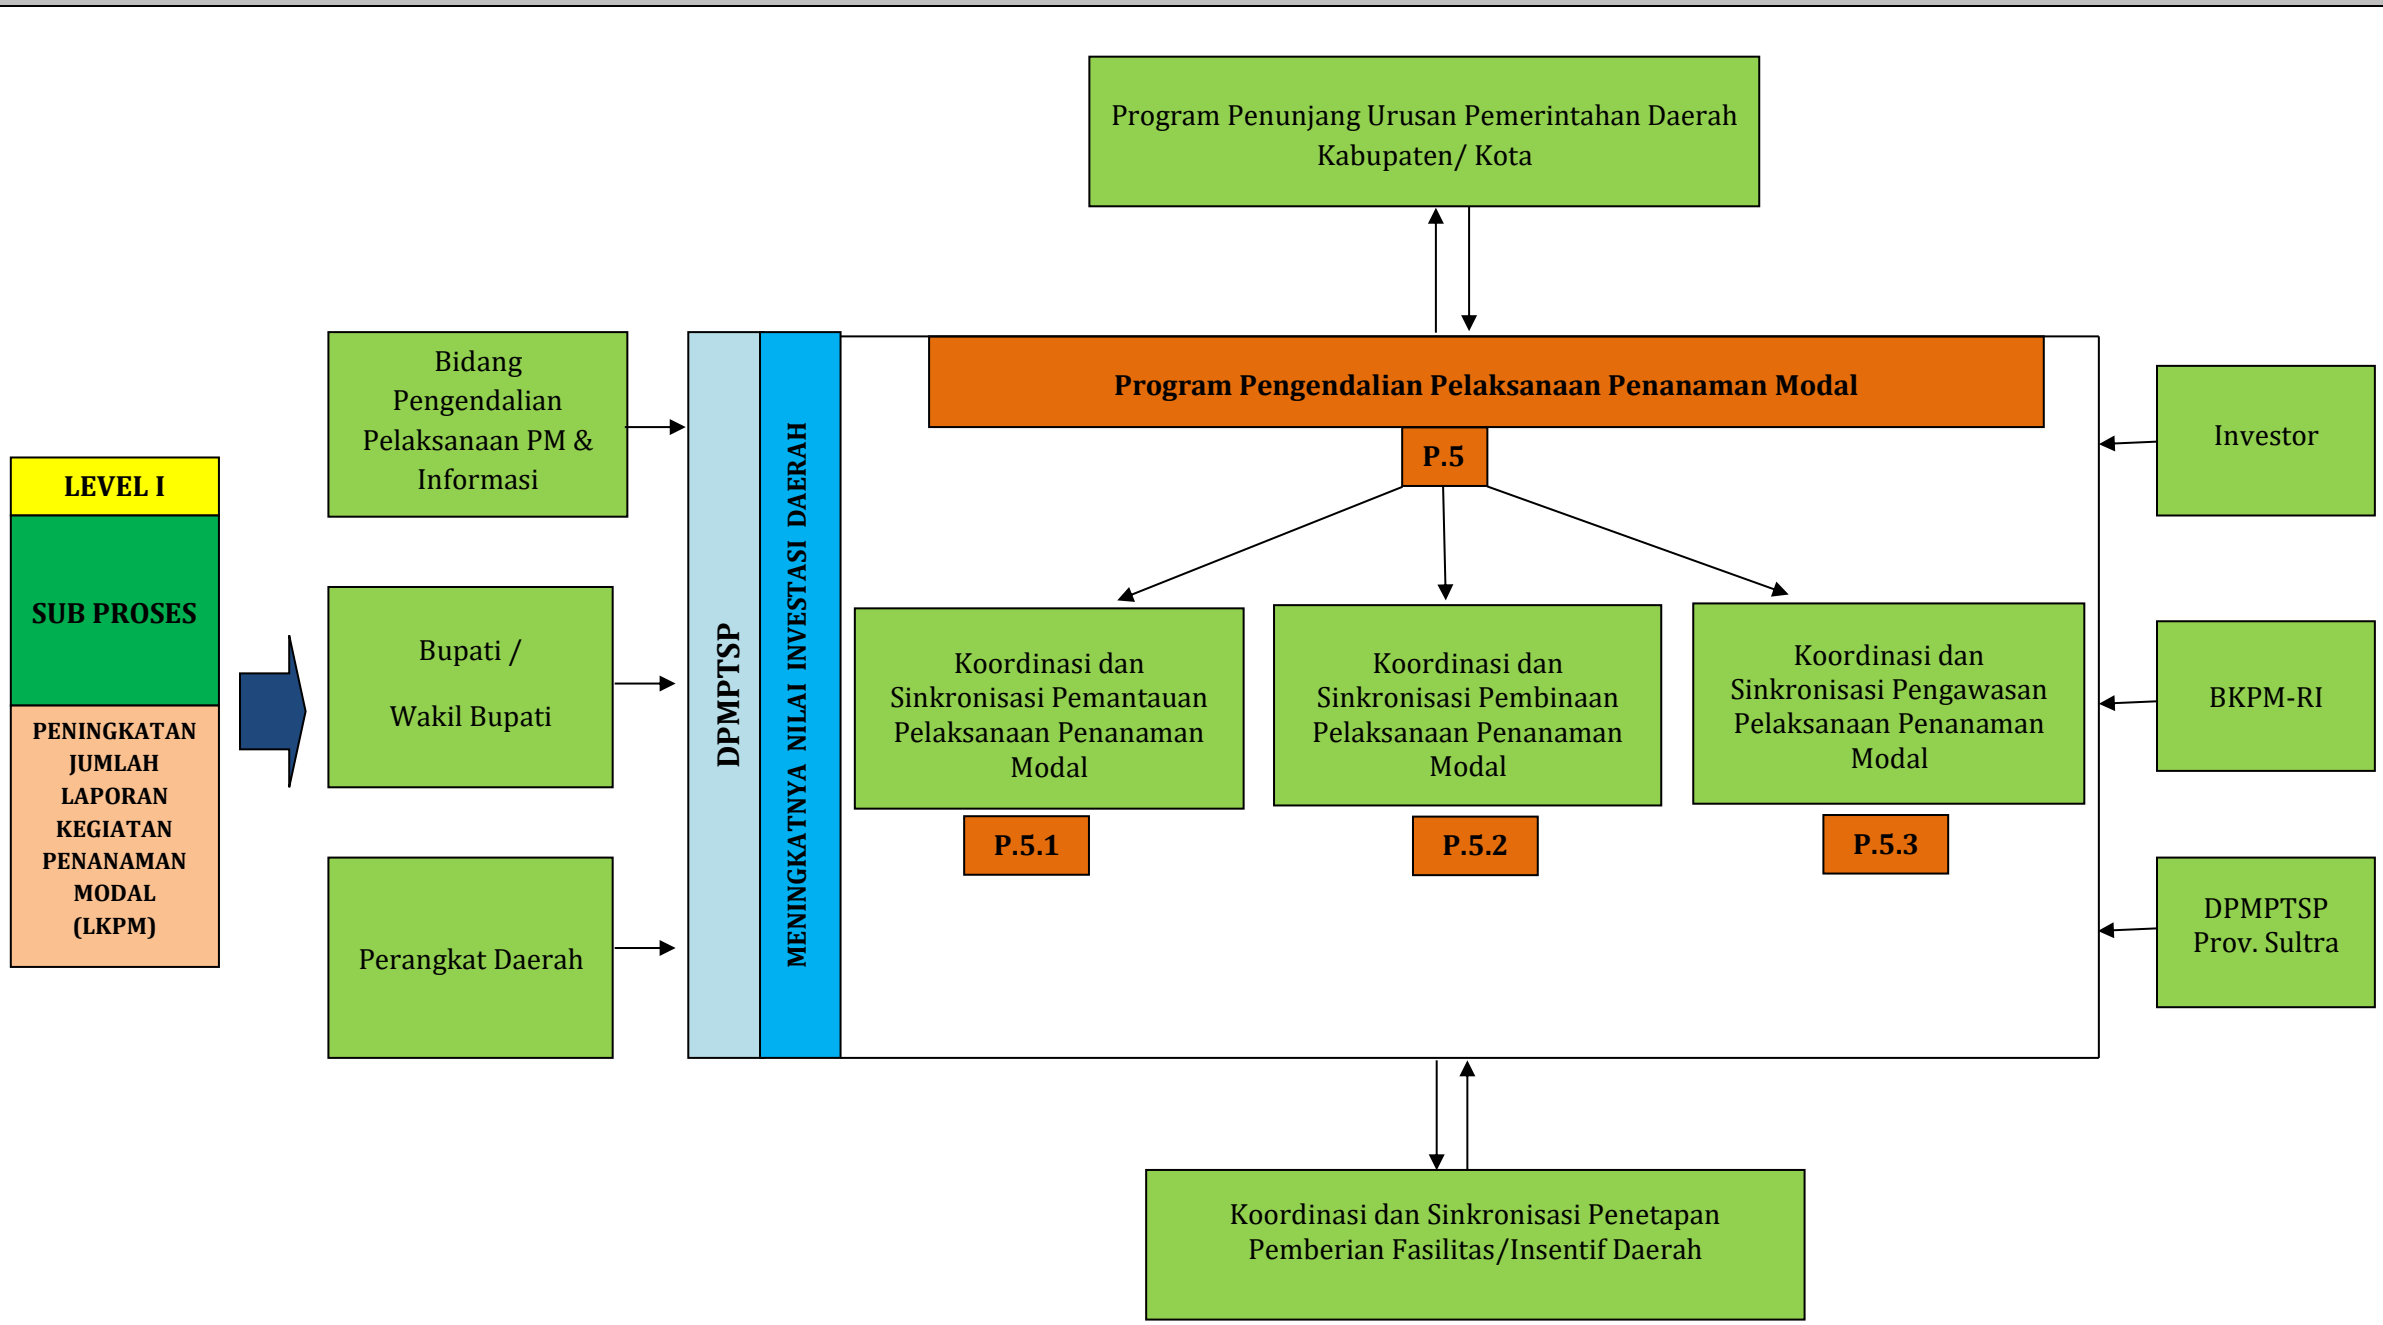 Program Penunjang Urusan Pemerintahan Daerah
Kabupaten/ Kota
LEVEL I
SUB PROSES
PENINGKATAN
JUMLAH
LAPORAN
KEGIATAN
PENANAMAN
MODAL
(LKPM)
Bidang
Pengendalian
Pelaksanaan PM &
Informasi
Bupati /
Wakil Bupati
Perangkat Daerah
DPMPTSP
MENINGKATNYA NILAI INVESTASI DAERAH
Program Pengendalian Pelaksanaan Penanaman Modal
P.5
Koordinasi dan
Sinkronisasi Pemantauan
Pelaksanaan Penanaman
Modal
P.5.1
Koordinasi dan
Sinkronisasi Pembinaan
Pelaksanaan Penanaman
Modal
P.5.2
Koordinasi dan
Sinkronisasi Pengawasan
Pelaksanaan Penanaman
Modal
P.5.3
Investor
BKPM-RI
DPMPTSP
Prov. Sultra
Koordinasi dan Sinkronisasi Penetapan
Pemberian Fasilitas/Insentif Daerah